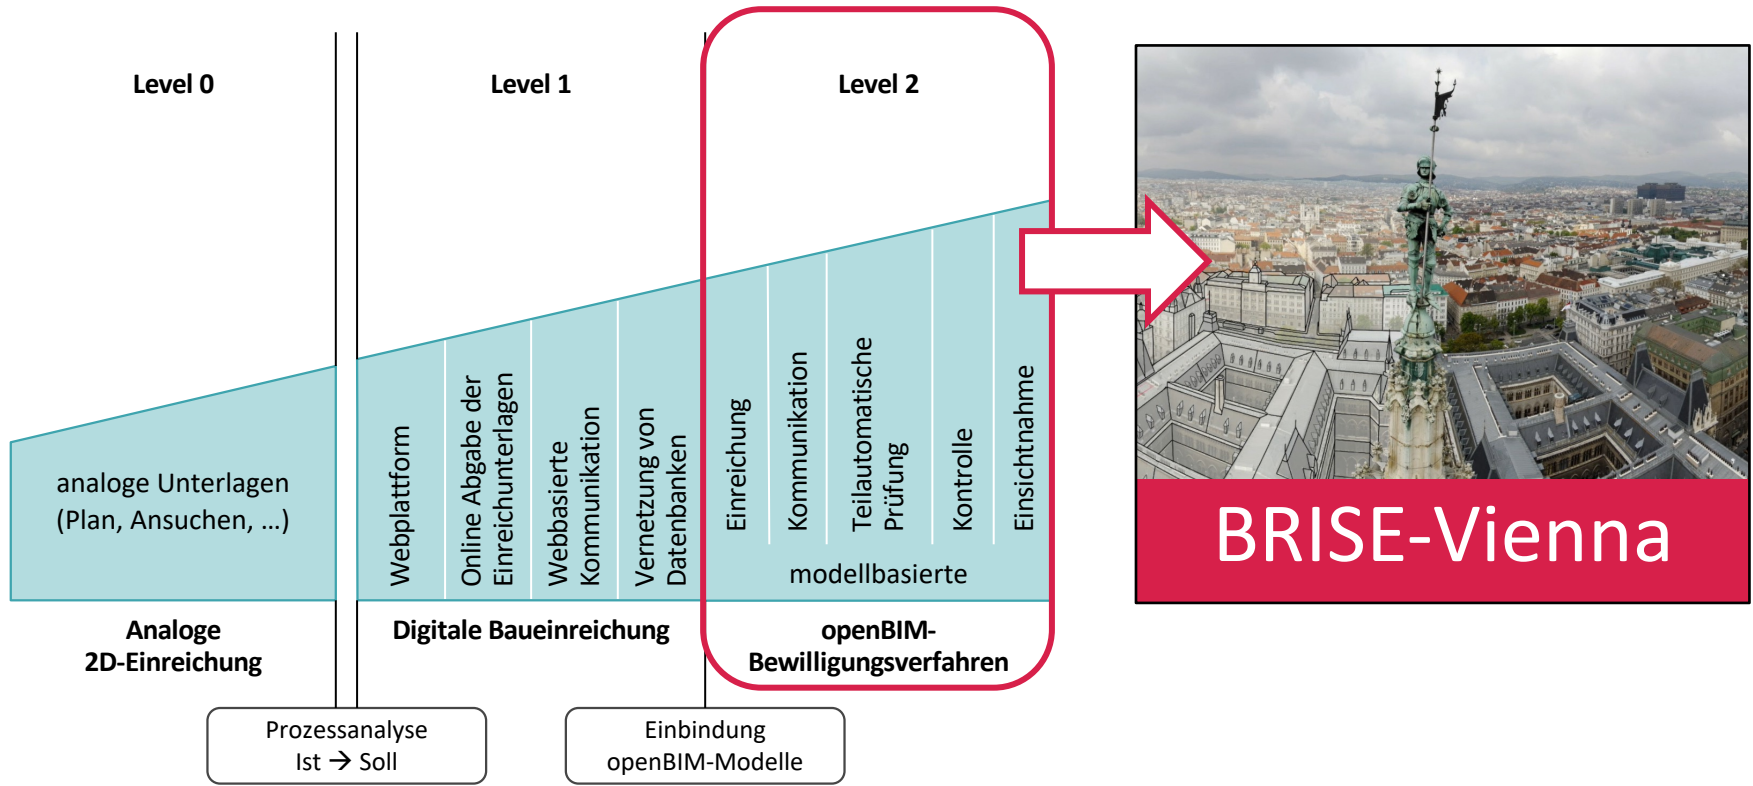 Level 0
Level 1
Level 2
analoge Unterlagen
(Plan, Ansuchen, …)
Webplattform
Online Abgabe der
Einreichunterlagen
Webbasierte
Kommunikation
Vernetzung von
Datenbanken
Einreichung
Kommunikation
Teilautomatische
Prüfung
Kontrolle
Einsichtnahme
modellbasierte
Analoge
2D-Einreichung
Digitale Baueinreichung
openBIM-
Bewilligungsverfahren
Prozessanalyse
Ist → Soll
Einbindung
openBIM-Modelle
BRISE-Vienna